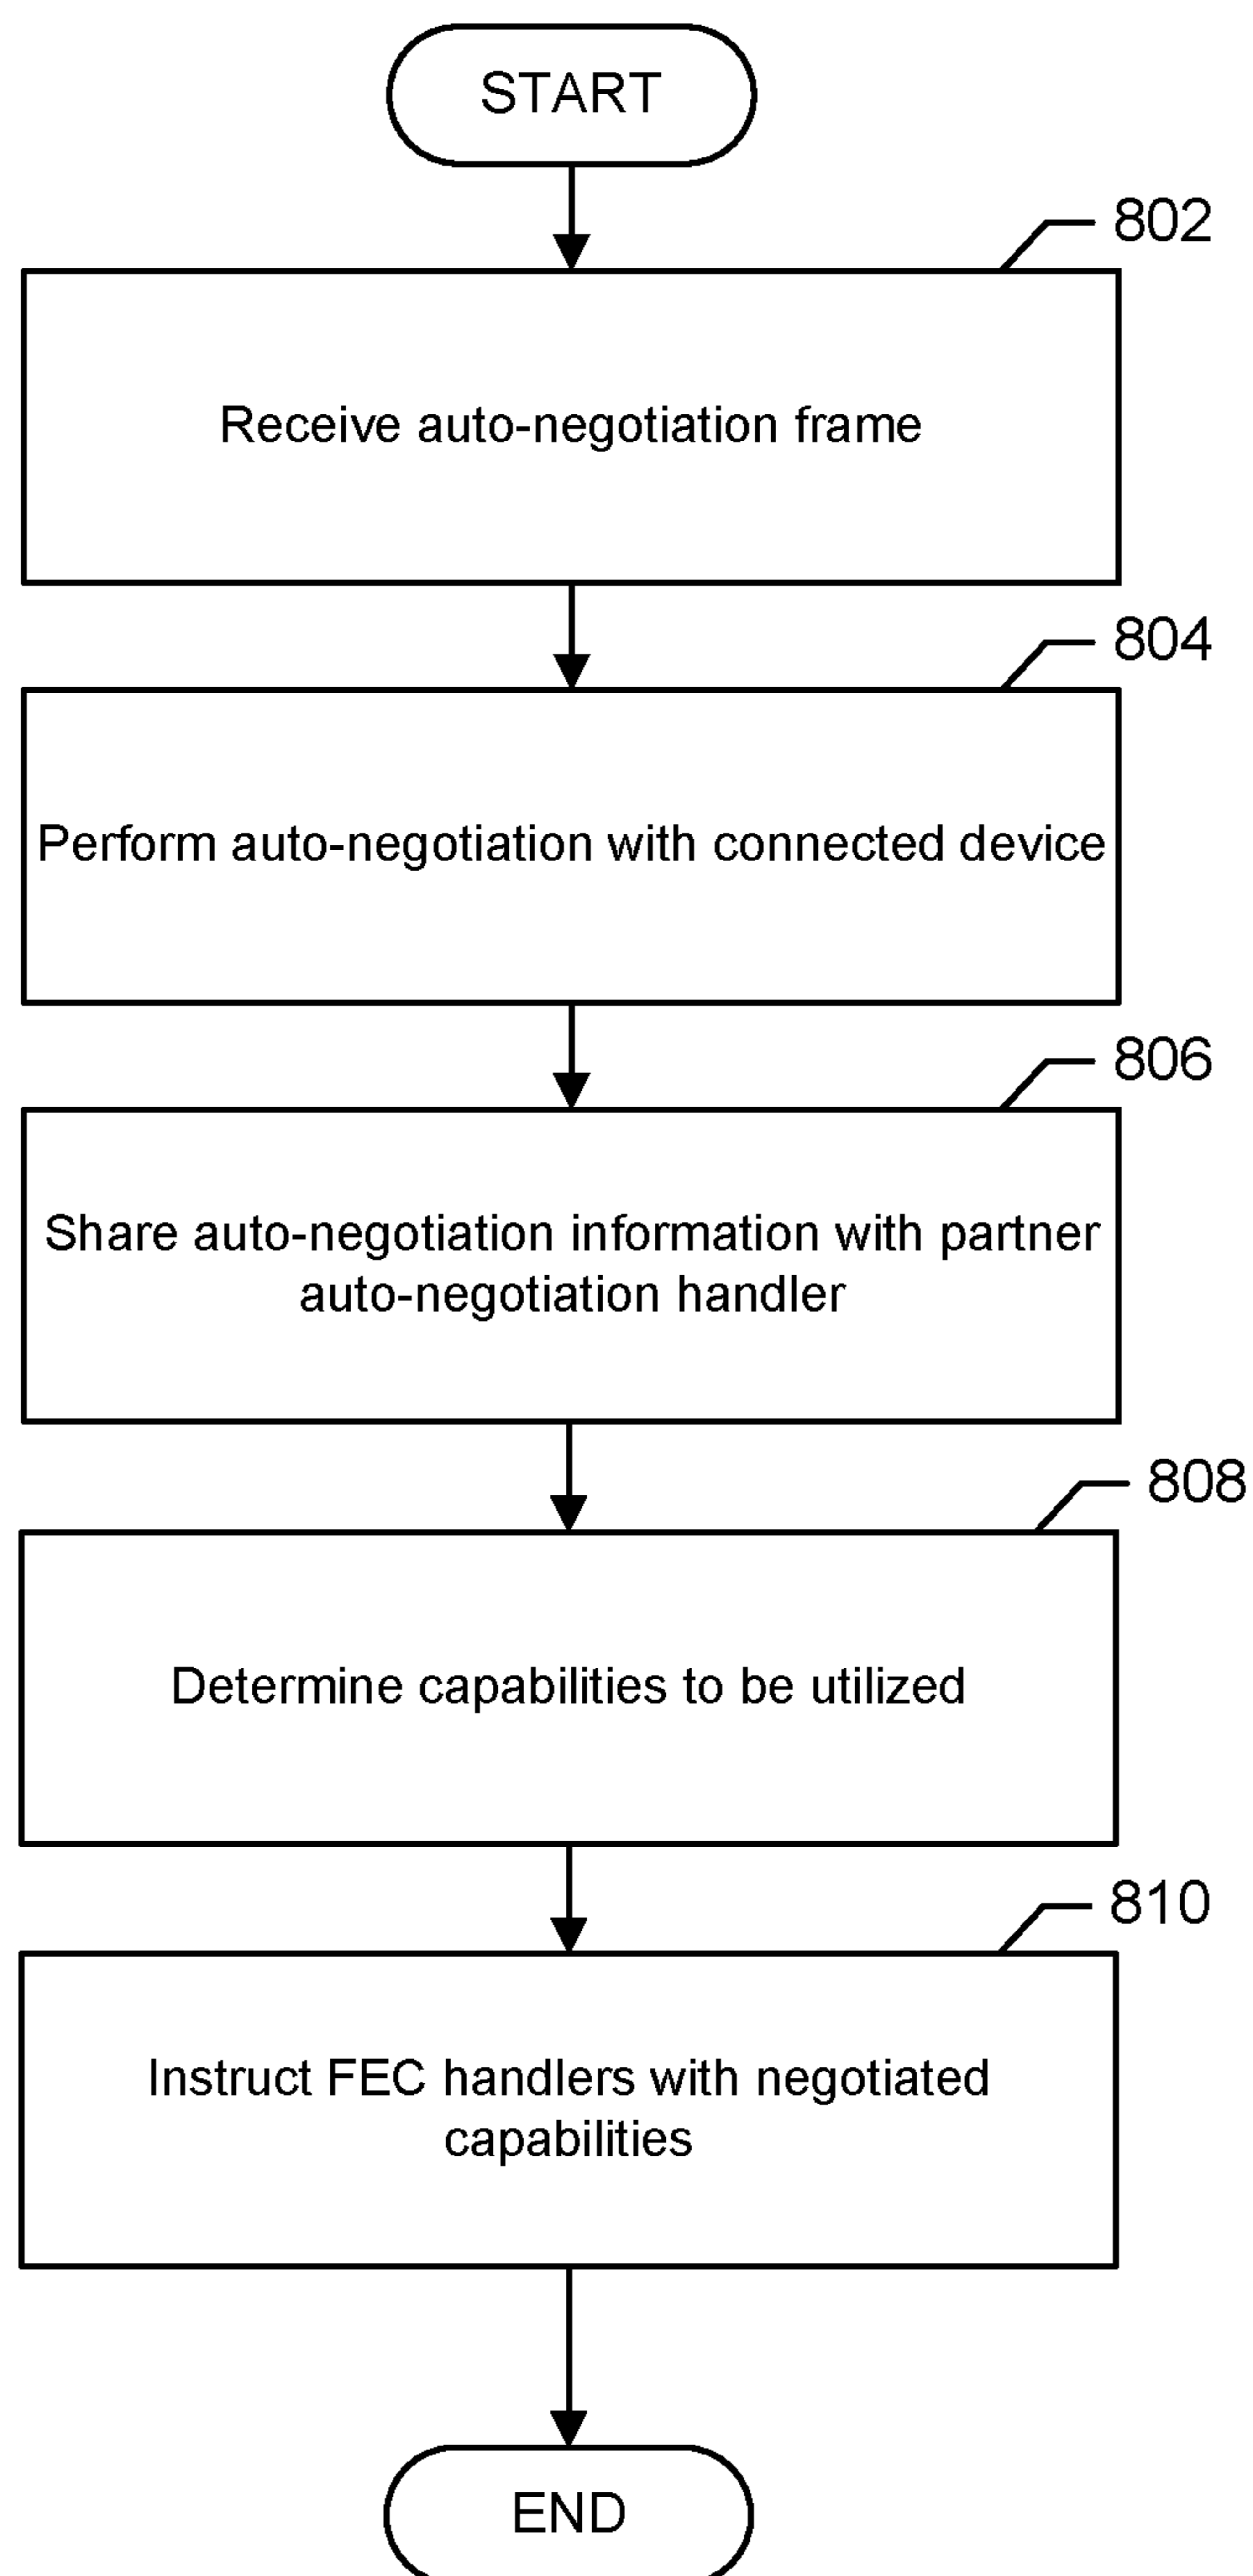 START
802
Receive auto-negotiation frame
804
Perform auto-negotiation with connected device
806
Share auto-negotiation information with partner
auto-negotiation handler
808
Determine capabilities to be utilized
810
Instruct FEC handlers with negotiated
capabilities
END